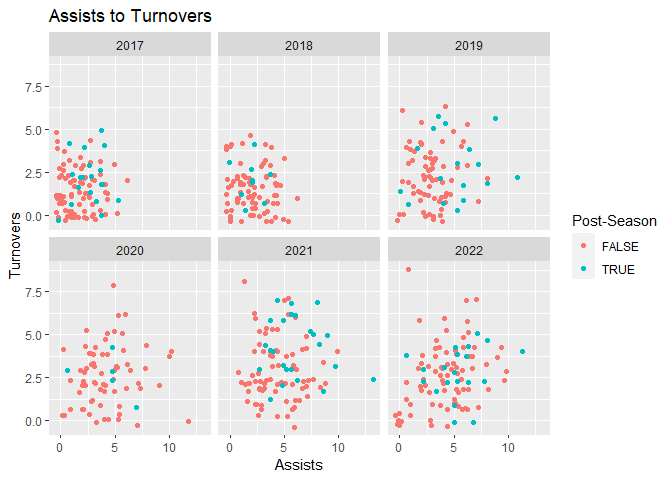 Assists to Turnovers
2017 2018 2019
7.5
5.0
2.5
0.0
Turnovers
2020 2021 2022
7.5
5.0
2.5
0.0
0 5 10 0 5 10 0 5 10
Assists
Post-Season
FALSE
TRUE